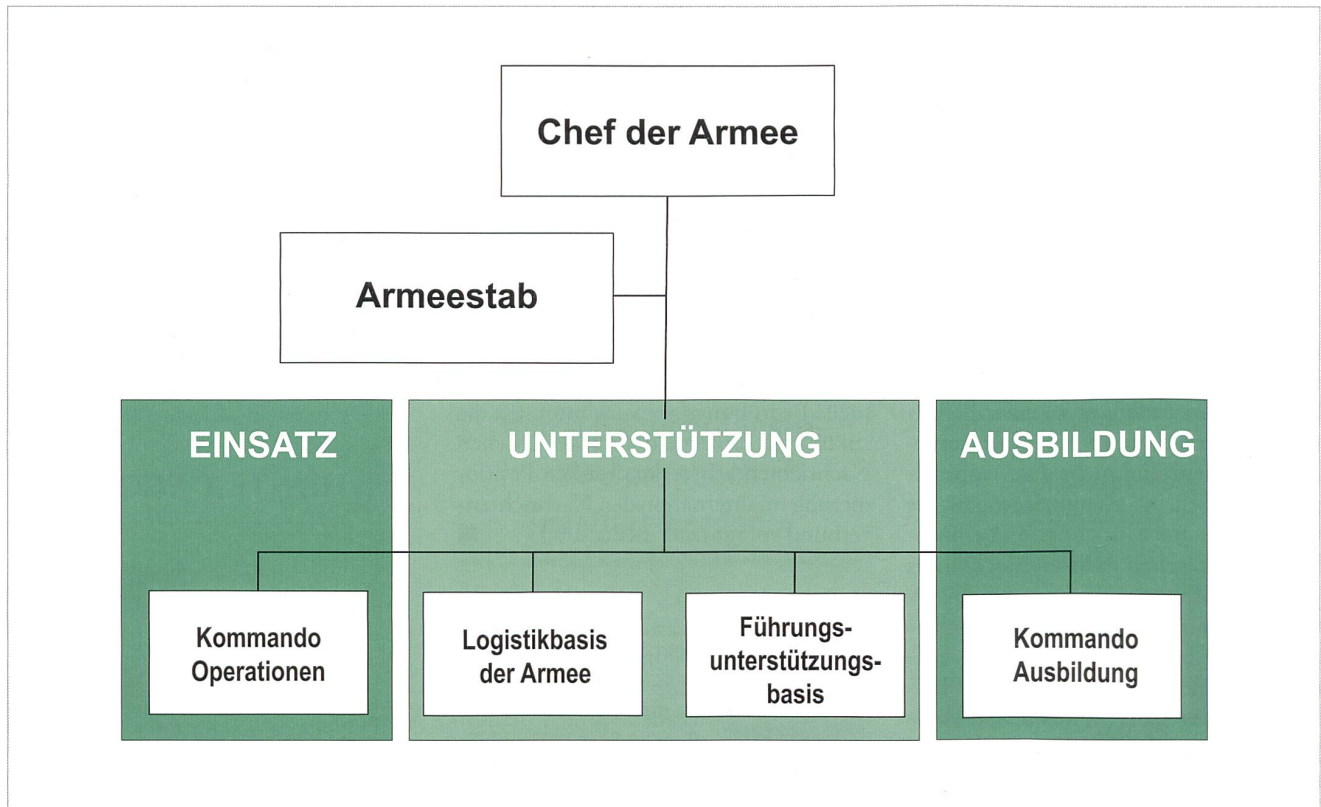 Chef der Armee
Armeestab
EINSATZ
UNTERSTÜTZUNG
AUSBILDUNG
Kommando
Operationen
Logistikbasis
der Armee
Führungs-
unterstützungs-
basis
Kommando
Ausbildung